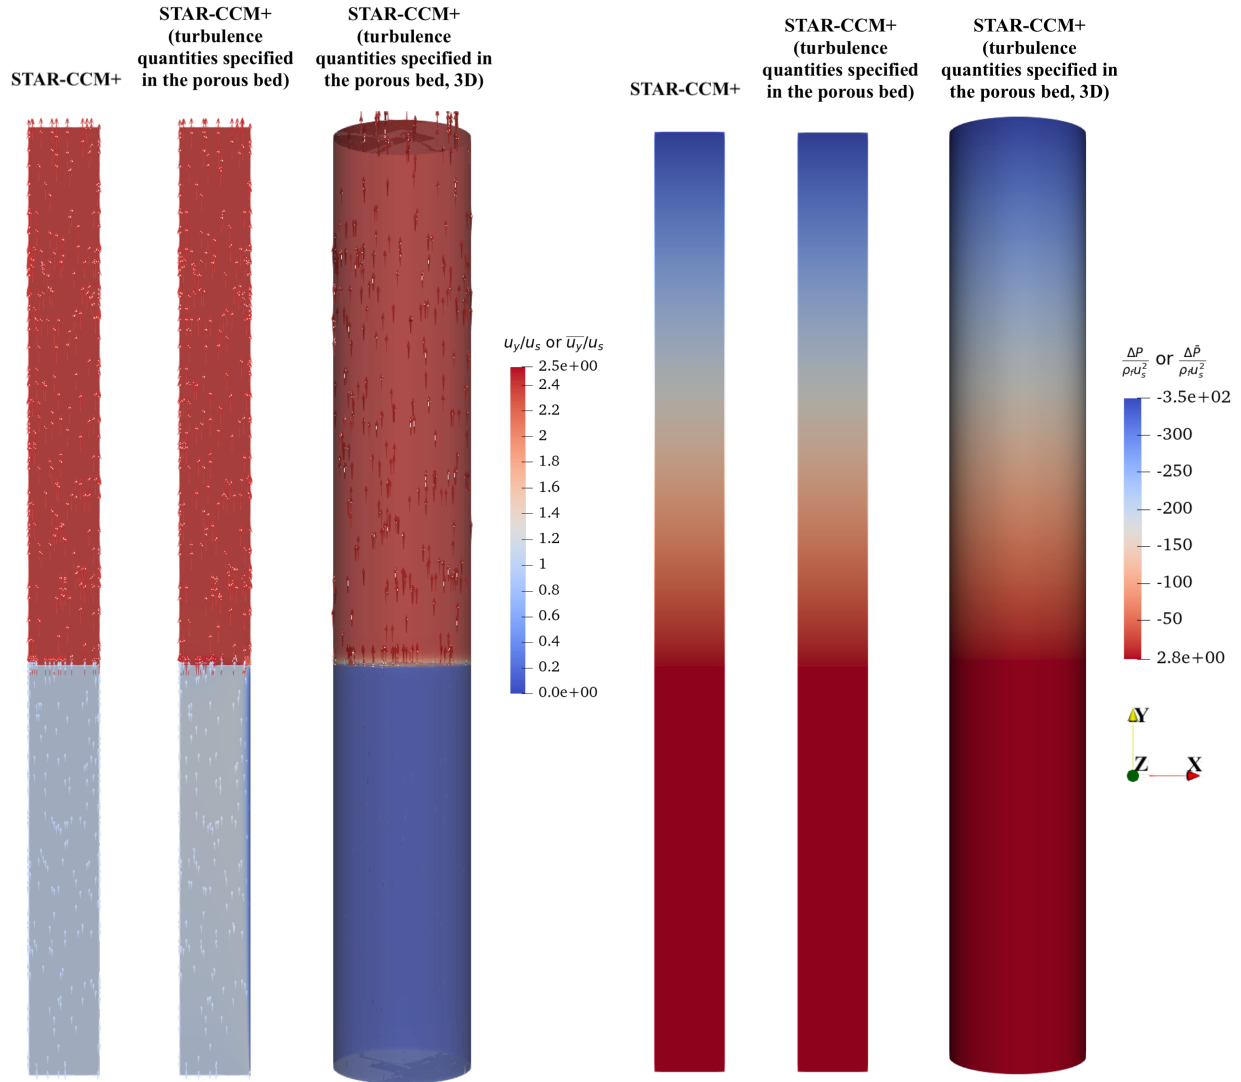 STAR-CCM+
STAR-CCM+
(turbulence
quantities specified
in the porous bed)
STAR-CCM+
(turbulence
quantities specified in
the porous bed, 3D)
u_y/u_s or \overline{u_y}/u_s
2.5e+00
2.4
2.2
2
1.8
1.6
1.4
1.2
1
0.8
0.6
0.4
0.2
0.0e+00
STAR-CCM+
STAR-CCM+
(turbulence
quantities specified
in the porous bed)
STAR-CCM+
(turbulence
quantities specified in
the porous bed, 3D)
ΔP/ρ_f u_s^2 or ΔP̄/ρ_f u_s^2
-3.5e+02
-300
-250
-200
-150
-100
-50
2.8e+00
Y
Z X